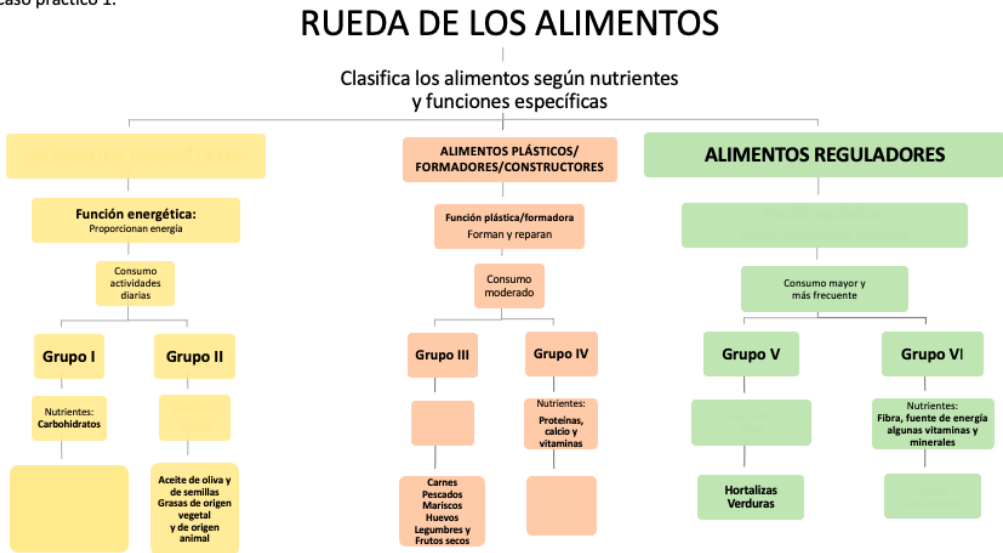 caso práctico 1.
RUEDA DE LOS ALIMENTOS
Clasifica los alimentos según nutrientes
y funciones específicas
ALIMENTOS ENERGÉTICOS
ALIMENTOS PLÁSTICOS/
FORMADORES/CONSTRUCTORES
ALIMENTOS REGULADORES
Función energética:
Proporcionan energía
Función plástica/formadora
Forman y reparan
Consumo
actividades
diarias
Consumo
moderado
Consumo mayor y
más frecuente
Grupo I
Grupo II
Grupo III
Grupo IV
Grupo V
Grupo VI
Nutrientes:
Carbohidratos
Nutrientes:
Proteínas,
calcio y
vitaminas
Nutrientes:
Fibra, fuente de energía
algunas vitaminas y
minerales
Aceite de oliva y
de semillas
Grasas de origen
vegetal
y de origen
animal
Carnes
Pescados
Mariscos
Huevos
Legumbres y
Frutos secos
Hortalizas
Verduras